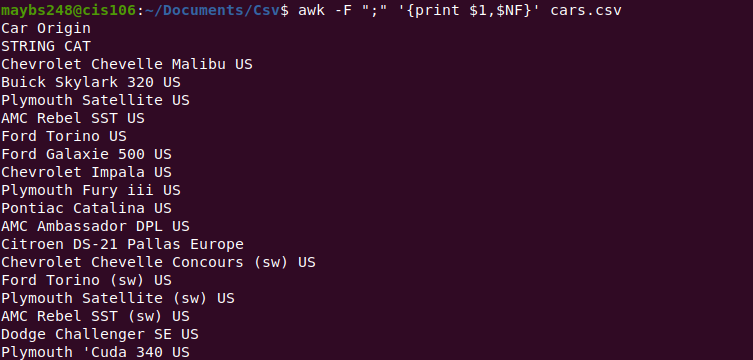 maybs248@cis106:~/Documents/Csv$ awk -F ";" '{print $1,$NF}' cars.csv
Car Origin
STRING CAT
Chevrolet Chevelle Malibu US
Buick Skylark 320 US
Plymouth Satellite US
AMC Rebel SST US
Ford Torino US
Ford Galaxie 500 US
Chevrolet Impala US
Plymouth Fury iii US
Pontiac Catalina US
AMC Ambassador DPL US
Citroen DS-21 Pallas Europe
Chevrolet Chevelle Concours (sw) US
Ford Torino (sw) US
Plymouth Satellite (sw) US
AMC Rebel SST (sw) US
Dodge Challenger SE US
Plymouth 'Cuda 340 US